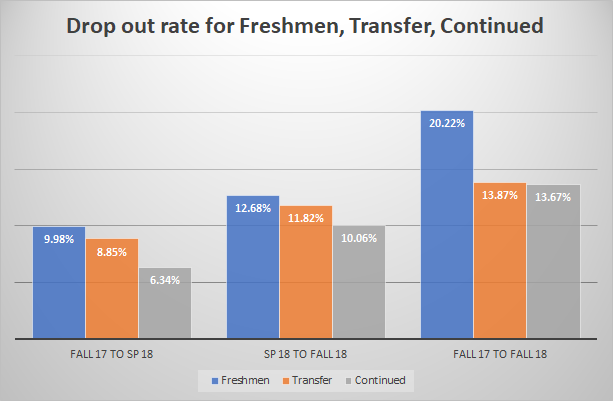 Drop out rate for Freshmen, Transfer, Continued
9.98%
8.85%
6.34%
12.68%
11.82%
10.06%
20.22%
13.87%
13.67%
FALL 17 TO SP 18
SP 18 TO FALL 18
FALL 17 TO FALL 18
Freshmen
Transfer
Continued